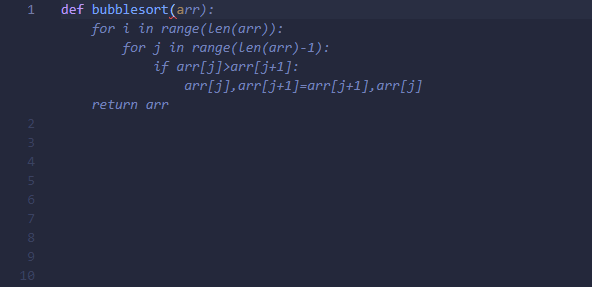 1 def bubblesort(arr):
for i in range(len(arr)):
for j in range(len(arr)-1):
if arr[j]>arr[j+1]:
arr[j],arr[j+1]=arr[j+1],arr[j]
return arr
2
3
4
5
6
7
8
9
10